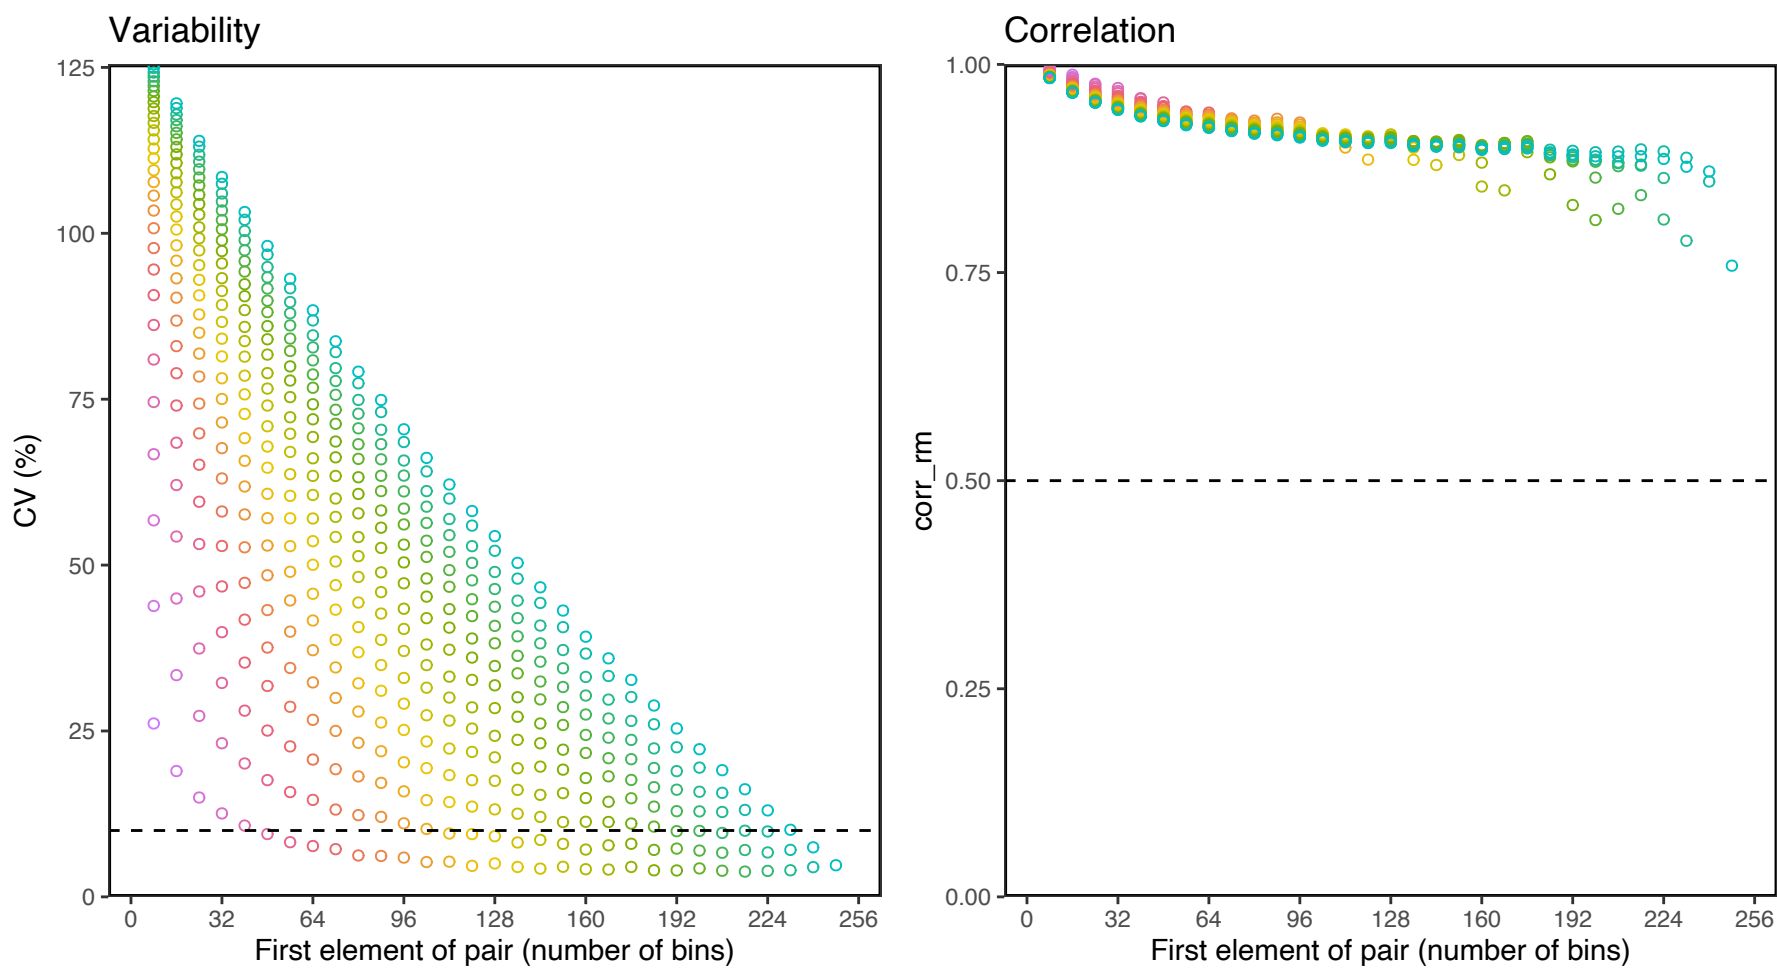 Variability
CV (%)
125
100
75
50
25
0
0 32 64 96 128 160 192 224 256
First element of pair (number of bins)
Correlation
corr_rm
1.00
0.75
0.50
0.25
0.00
0 32 64 96 128 160 192 224 256
First element of pair (number of bins)